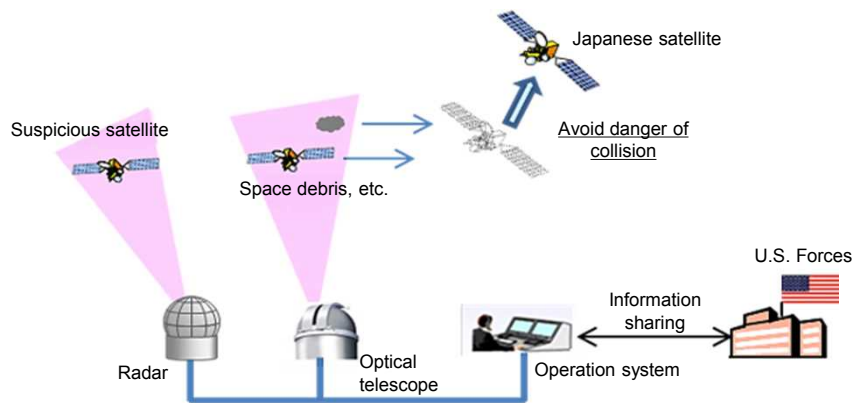 Japanese satellite
Suspicious satellite
Avoid danger of
collision
Space debris, etc.
U.S. Forces
Information
sharing
Radar
Optical
telescope
Operation system